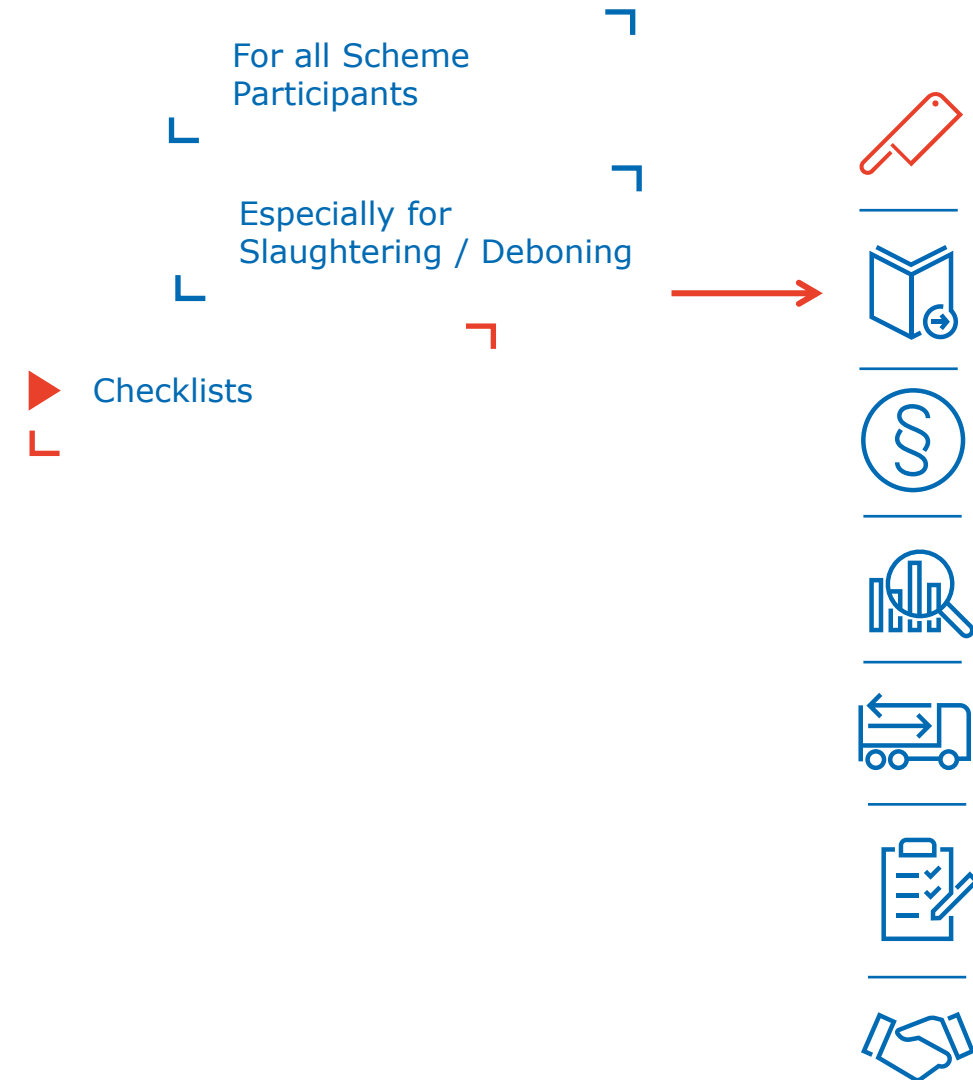 For all Scheme
Participants
Especially for
Slaughtering / Deboning
Checklists
§